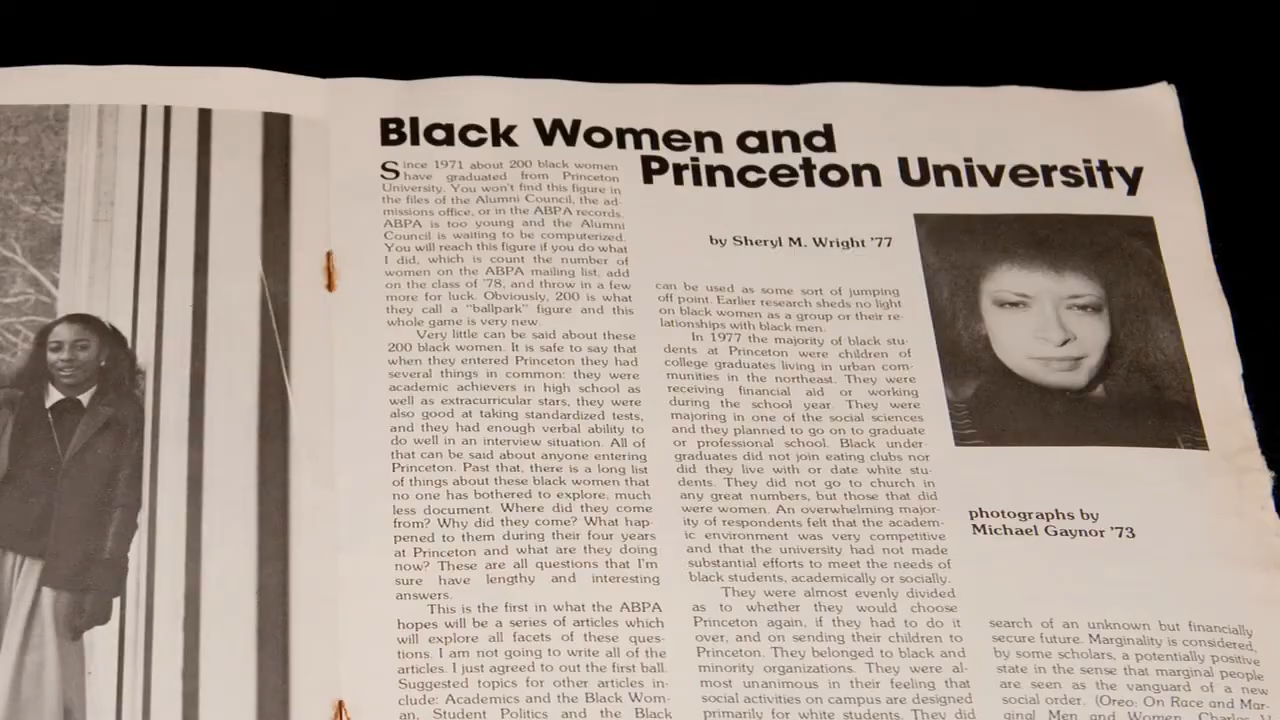 Black Women and
Princeton University
by Sheryl M. Wright '77
Since 1971 about 200 black women
have graduated from Princeton
University. You won't find this figure in
the files of the Alumni Council, the ad-
missions office, or in the ABPA records.
ABPA is too young and the Alumni
Council is waiting to be computerized.
You will reach this figure if you do what
I did, which is count the number of
women on the ABPA mailing list, add
on the class of '78, and throw in a few
more for luck. Obviously, 200 is what
they call a "ballpark" figure and this
whole game is very new.
Very little can be said about these
200 black women. It is safe to say that
when they entered Princeton they had
several things in common: they were
academic achievers in high school as
well as extracurricular stars, they were
also good at taking standardized tests,
and they had enough verbal ability to
do well in an interview situation. All of
that can be said about anyone entering
Princeton. Past that, there is a long list
of things about these black women that
no one has bothered to explore, much
less document. Where did they come
from? Why did they come? What hap-
pened to them during their four years
at Princeton and what are they doing
now? These are all questions that I'm
sure have lengthy and interesting
answers.
This is the first in what the ABPA
hopes will be a series of articles which
will explore all facets of these ques-
tions. I am not going to write all of the
articles. I just agreed to out the first ball.
Suggested topics for other articles in-
clude: Academics and the Black Wom-
an, Student Politics and the Black
can be used as some sort of jumping
off point. Earlier research sheds no light
on black women as a group or their re-
lationships with black men.
In 1977 the majority of black stu-
dents at Princeton were children of
college graduates living in urban com-
munities in the northeast. They were
receiving financial aid or working
during the school year. They were
majoring in one of the social sciences
and they planned to go on to graduate
or professional school. Black under-
graduates did not join eating clubs nor
did they live with or date white stu-
dents. They did not go to church in
any great numbers, but those that did
were women. An overwhelming major-
ity of respondents felt that the academ-
ic environment was very competitive
and that the university had not made
substantial efforts to meet the needs of
black students, academically or socially.
They were almost evenly divided
as to whether they would choose
Princeton again, if they had to do it
over, and on sending their children to
Princeton. They belonged to black and
minority organizations. They were al-
most unanimous in their feeling that
social activities on campus are designed
primarily for white students. They did
photographs by
Michael Gaynor '73
search of an unknown but financially
secure future. Marginality is considered,
by some scholars, a potentially positive
state in the sense that marginal people
are seen as the vanguard of a new
social order. (Oreo: On Race and Mar-
ginal Men and Women, Charles